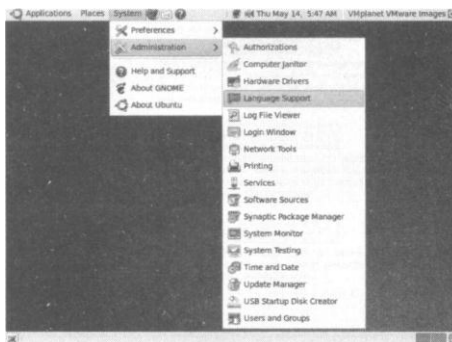 Applications Places System Thu May 14, 5:47 AM VMplanet VMware Images
Preferences
Administration
Help and Support
About GNOME
About Ubuntu
Authorizations
Computer Janitor
Hardware Drivers
Language Support
Log File Viewer
Login Window
Network Tools
Printing
Services
Software Sources
Synaptic Package Manager
System Monitor
System Testing
Time and Date
Update Manager
USB Startup Disk Creator
Users and Groups